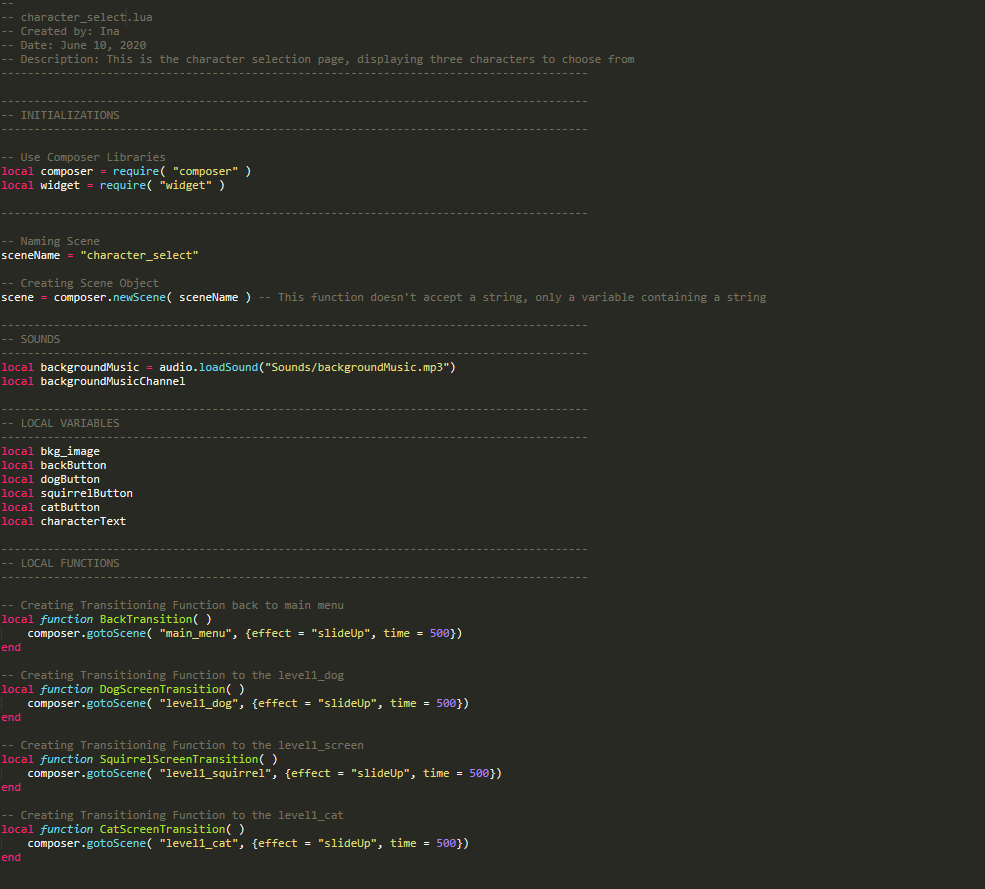 --
-- character_select.lua
-- Created by: Ina
-- Date: June 10, 2020
-- Description: This is the character selection page, displaying three characters to choose from
-----------------------------------------------------------------------------------------
-----------------------------------------------------------------------------------------
-- INITIALIZATIONS
-----------------------------------------------------------------------------------------
-- Use Composer Libraries
local composer = require( "composer" )
local widget = require( "widget" )
-----------------------------------------------------------------------------------------
-- Naming Scene
sceneName = "character_select"
-- Creating Scene Object
scene = composer.newScene( sceneName ) -- This function doesn't accept a string, only a variable containing a string
-----------------------------------------------------------------------------------------
-- SOUNDS
-----------------------------------------------------------------------------------------
local backgroundMusic = audio.loadSound("Sounds/backgroundMusic.mp3")
local backgroundMusicChannel
-----------------------------------------------------------------------------------------
-- LOCAL VARIABLES
-----------------------------------------------------------------------------------------
local bkg_image
local backButton
local dogButton
local squirrelButton
local catButton
local characterText
-----------------------------------------------------------------------------------------
-- LOCAL FUNCTIONS
-----------------------------------------------------------------------------------------
-- Creating Transitioning Function back to main menu
local function BackTransition( )
    composer.gotoScene( "main_menu", {effect = "slideUp", time = 500})
end
-- Creating Transitioning Function to the level1_dog
local function DogScreenTransition( )
    composer.gotoScene( "level1_dog", {effect = "slideUp", time = 500})
end
-- Creating Transitioning Function to the level1_screen
local function SquirrelScreenTransition( )
    composer.gotoScene( "level1_squirrel", {effect = "slideUp", time = 500})
end
-- Creating Transitioning Function to the level1_cat
local function CatScreenTransition( )
    composer.gotoScene( "level1_cat", {effect = "slideUp", time = 500})
end